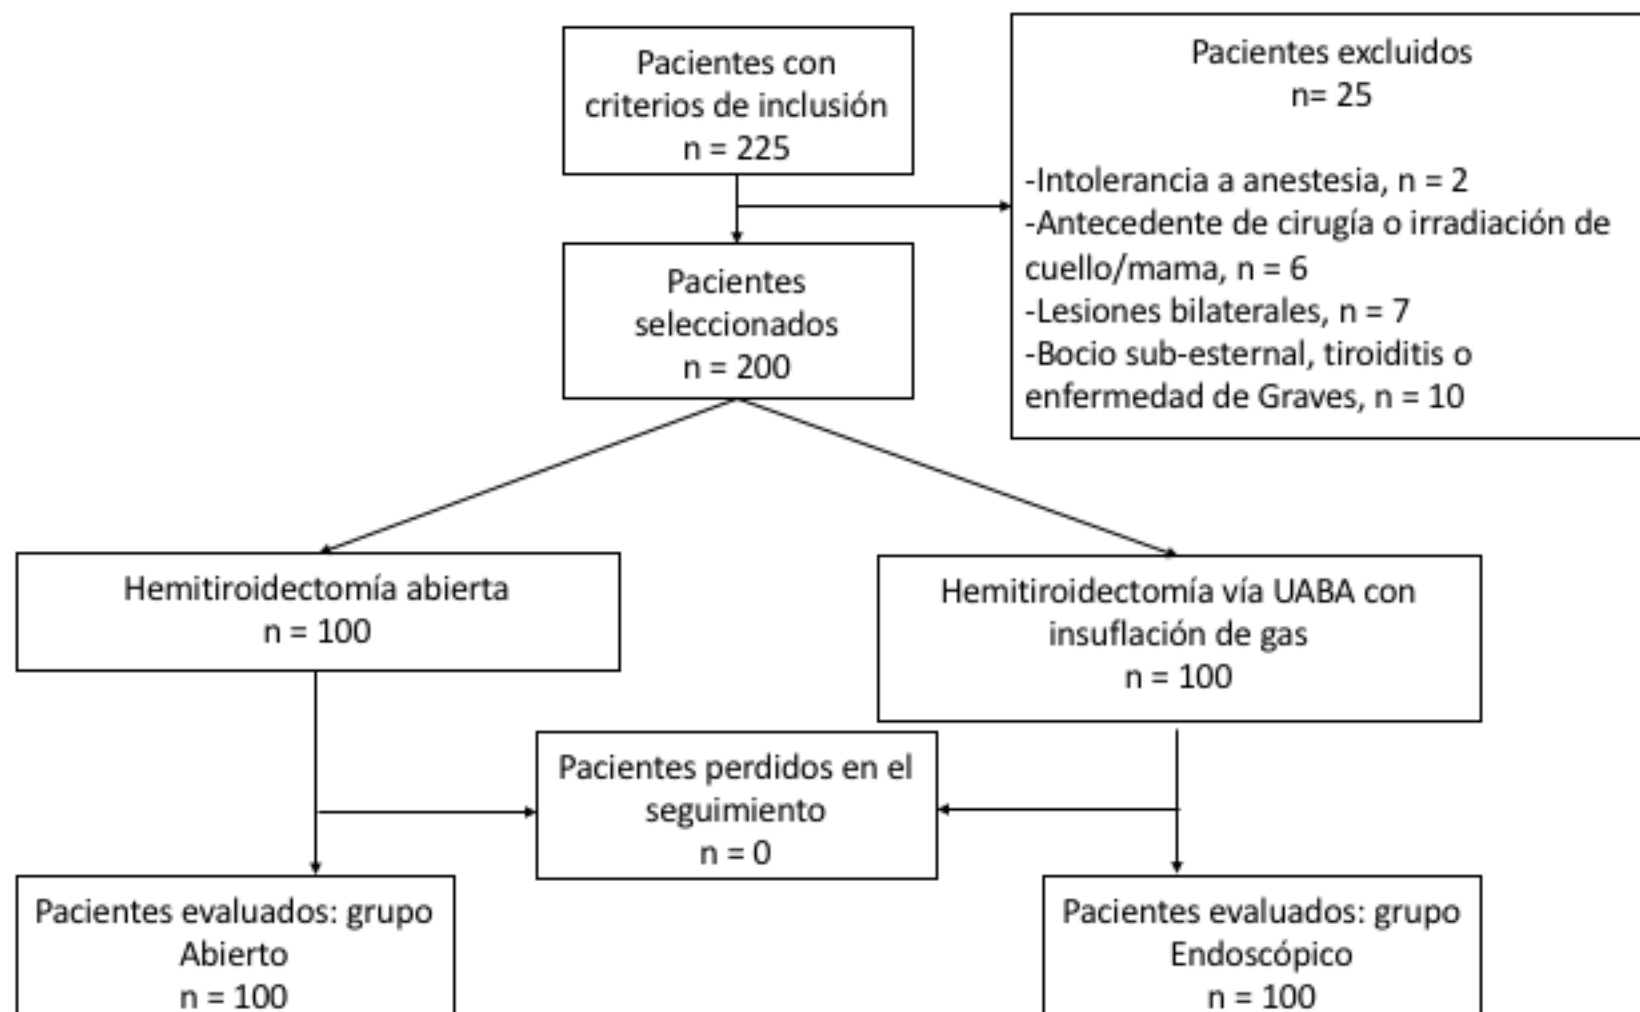 Pacientes con
criterios de inclusión
n = 225
Pacientes excluidos
n= 25
-Intolerancia a anestesia, n = 2
-Antecedente de cirugía o irradiación de
cuello/mama, n = 6
-Lesiones bilaterales, n = 7
-Bocio sub-esternal, tiroiditis o
enfermedad de Graves, n = 10
Pacientes
seleccionados
n = 200
Hemitiroidectomía abierta
n = 100
Hemitiroidectomía vía UABA con
insuflación de gas
n = 100
Pacientes perdidos en el
seguimiento
n = 0
Pacientes evaluados: grupo
Abierto
n = 100
Pacientes evaluados: grupo
Endoscópico
n = 100